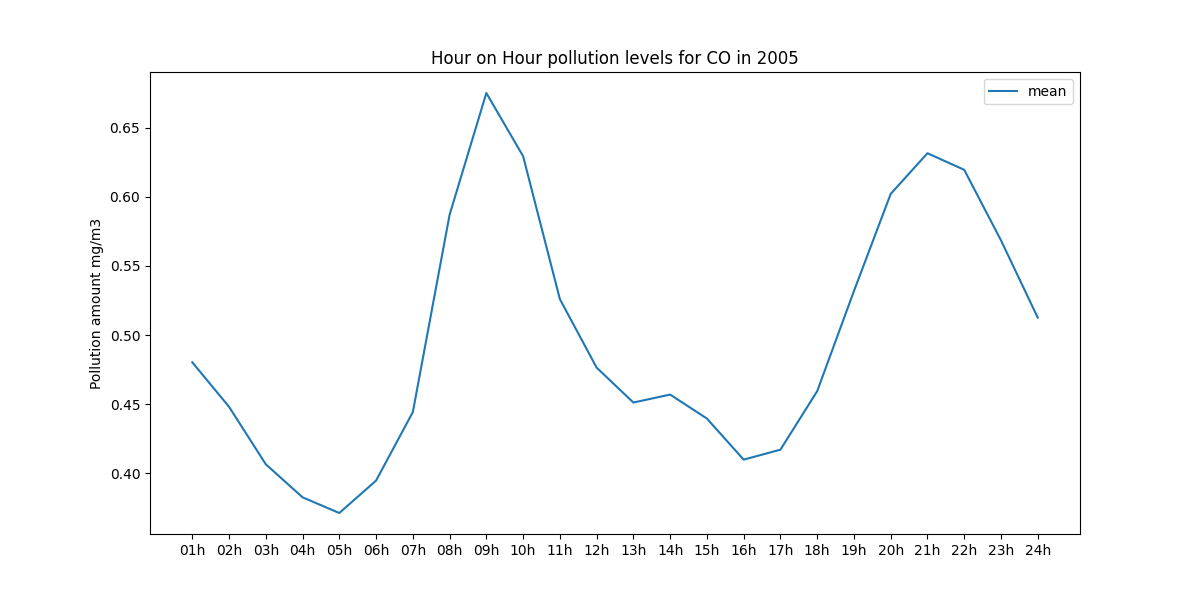 Hour on Hour pollution levels for CO in 2005
mean
Pollution amount mg/m3
0.65
0.60
0.55
0.50
0.45
0.40
01h 02h 03h 04h 05h 06h 07h 08h 09h 10h 11h 12h 13h 14h 15h 16h 17h 18h 19h 20h 21h 22h 23h 24h